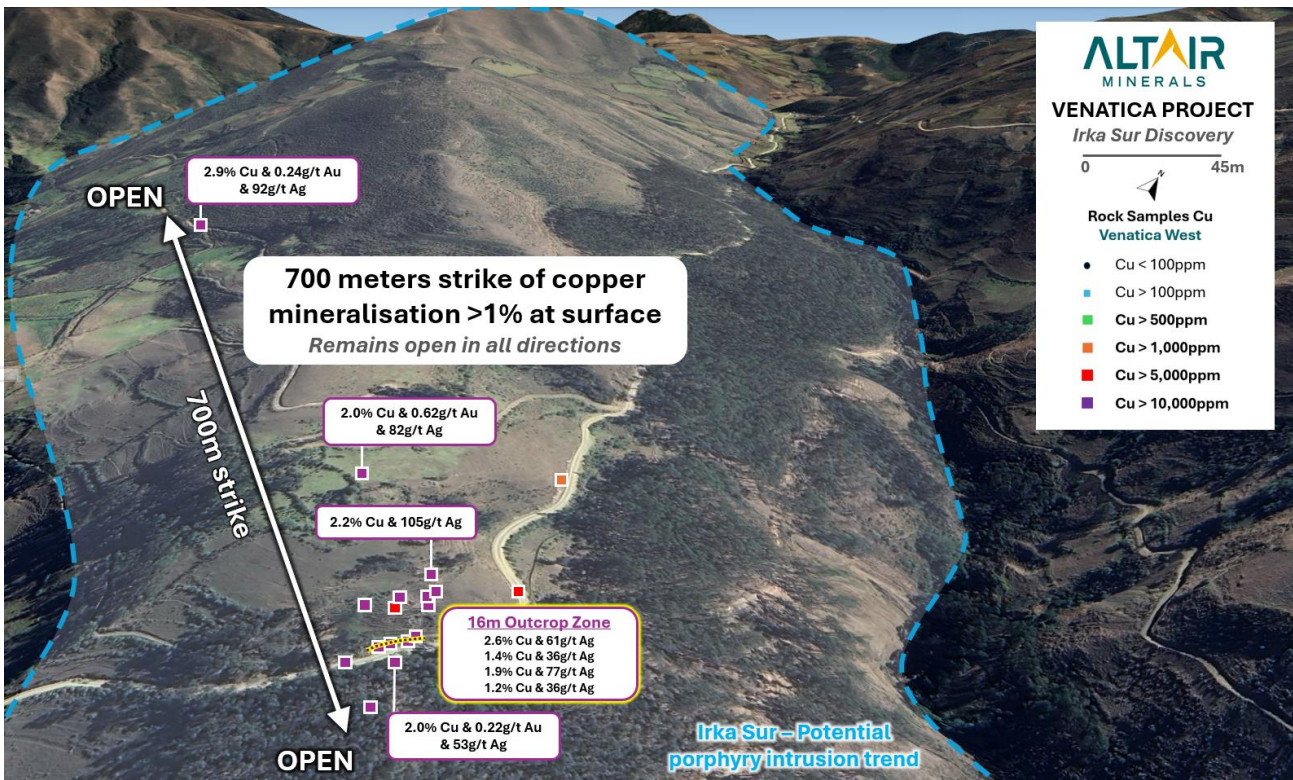 ALTAIR
MINERALS
VENATICA PROJECT
Irka Sur Discovery
0 45m
N
Rock Samples Cu
Venatica West
Cu < 100ppm
Cu > 100ppm
Cu > 500ppm
Cu > 1,000ppm
Cu > 5,000ppm
Cu > 10,000ppm
2.9% Cu & 0.24g/t Au
& 92g/t Ag
OPEN
700 meters strike of copper
mineralisation >1% at surface
Remains open in all directions
700m strike
2.0% Cu & 0.62g/t Au
& 82g/t Ag
2.2% Cu & 105g/t Ag
16m Outcrop Zone
2.6% Cu & 61g/t Ag
1.4% Cu & 36g/t Ag
1.9% Cu & 77g/t Ag
1.2% Cu & 36g/t Ag
2.0% Cu & 0.22g/t Au
& 53g/t Ag
OPEN
Irka Sur – Potential
porphyry intrusion trend